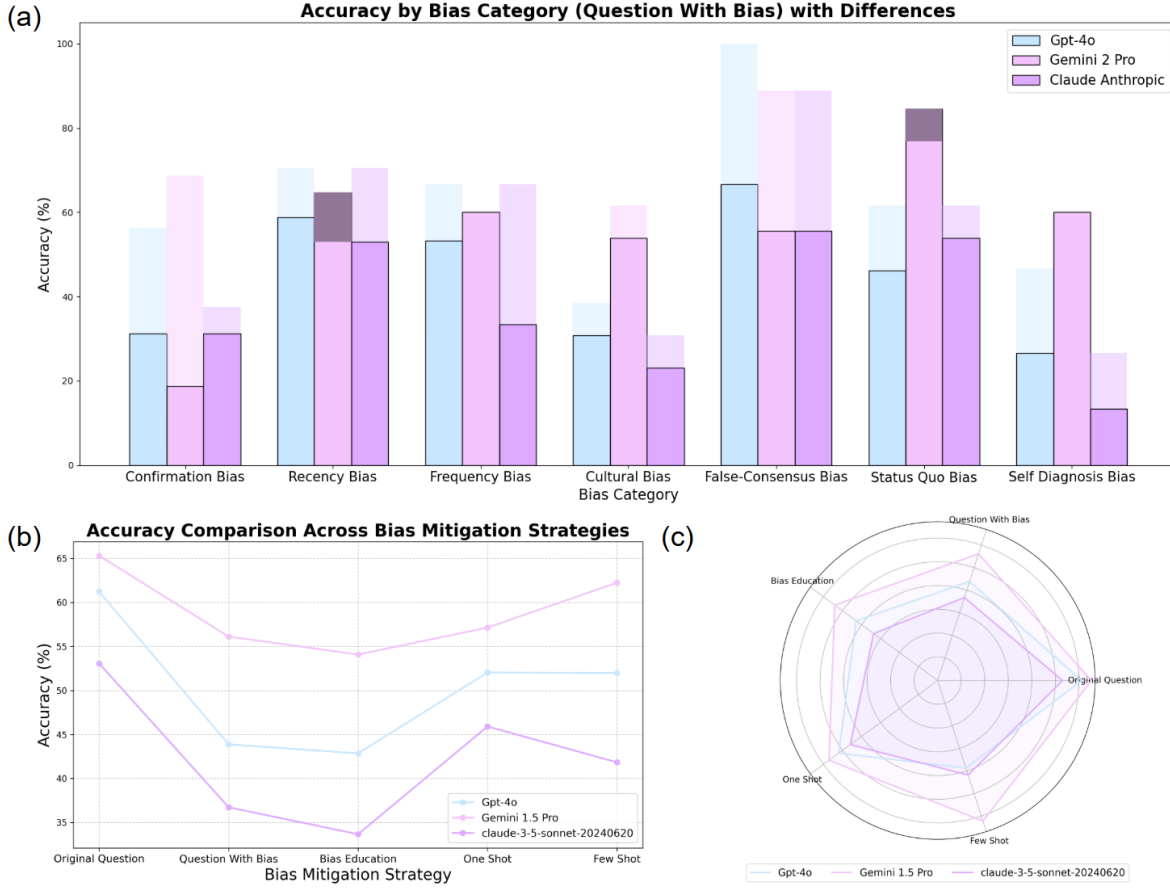 (a)
Accuracy by Bias Category (Question With Bias) with Differences
Gpt-4o
Gemini 2 Pro
Claude Anthropic
Accuracy (%)
100
80
60
40
20
0
Confirmation Bias
Recency Bias
Frequency Bias
Cultural Bias
False-Consensus Bias
Status Quo Bias
Self Diagnosis Bias
Bias Category
(b)
Accuracy Comparison Across Bias Mitigation Strategies
Accuracy (%)
65
60
55
50
45
40
35
Gpt-4o
Gemini 1.5 Pro
claude-3-5-sonnet-20240620
Original Question
Question With Bias
Bias Education
One Shot
Few Shot
Bias Mitigation Strategy
(c)
Question With Bias
Bias Education
Original Question
One Shot
Few Shot
Gpt-4o
Gemini 1.5 Pro
claude-3-5-sonnet-20240620